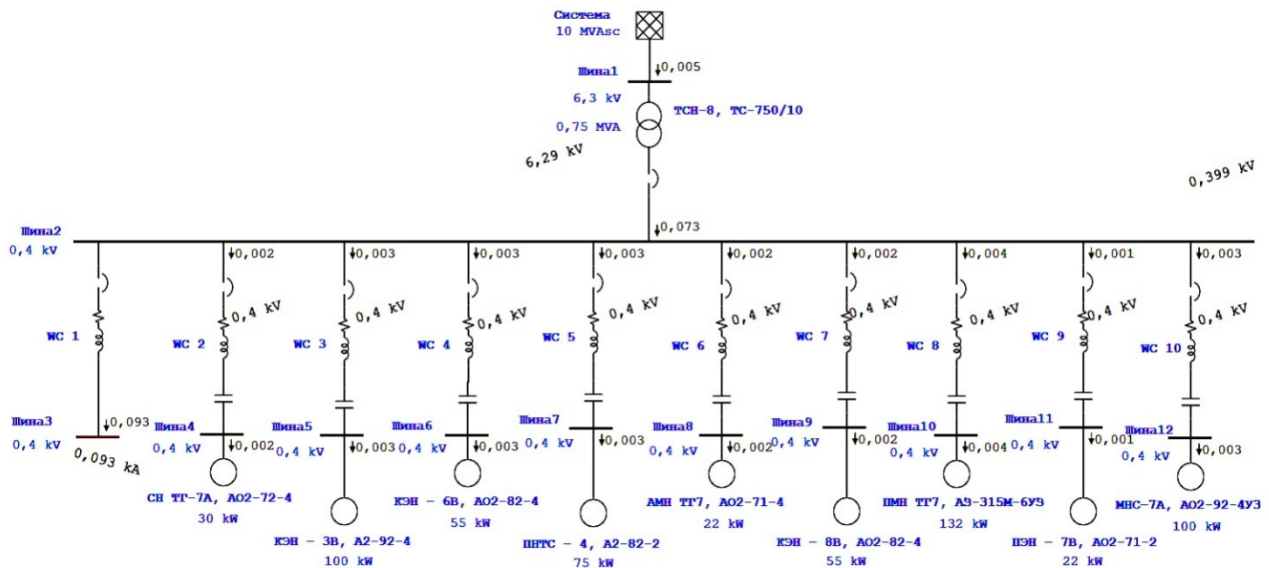 Система
10 MVAsc
0,005
Шина1
6,3 kV
ТСН-8, ТС-750/10
0,75 MVA
6,29 kV
0,399 kV
0,073
Шина2
0,4 kV
0,002
0,003
0,003
0,003
0,002
0,002
0,004
0,001
0,003
0,4 kV
0,4 kV
0,4 kV
0,4 kV
0,4 kV
0,4 kV
0,4 kV
0,4 kV
0,4 kV
WC 1
WC 2
WC 3
WC 4
WC 5
WC 6
WC 7
WC 8
WC 9
WC 10
Шина3
0,4 kV
0,093
0,093 kA
Шина4
0,4 kV
0,002
Шина5
0,4 kV
0,003
Шина6
0,4 kV
0,003
Шина7
0,4 kV
0,003
Шина8
0,4 kV
0,002
Шина9
0,4 kV
0,002
Шина10
0,4 kV
0,004
Шина11
0,4 kV
0,001
Шина12
0,4 kV
0,003
СН ТГ-7А, АО2-72-4
30 kW
КЭН - 3В, А2-92-4
100 kW
КЭН - 6В, АО2-82-4
55 kW
ПНТС - 4, А2-82-2
75 kW
АМН ТГ7, АО2-71-4
22 kW
КЭН - 8В, АО2-82-4
55 kW
ПМН ТГ7, АЭ-315М-6УЭ
132 kW
ПЭН - 7В, АО2-71-2
22 kW
МНС-7А, АО2-92-4УЗ
100 kW